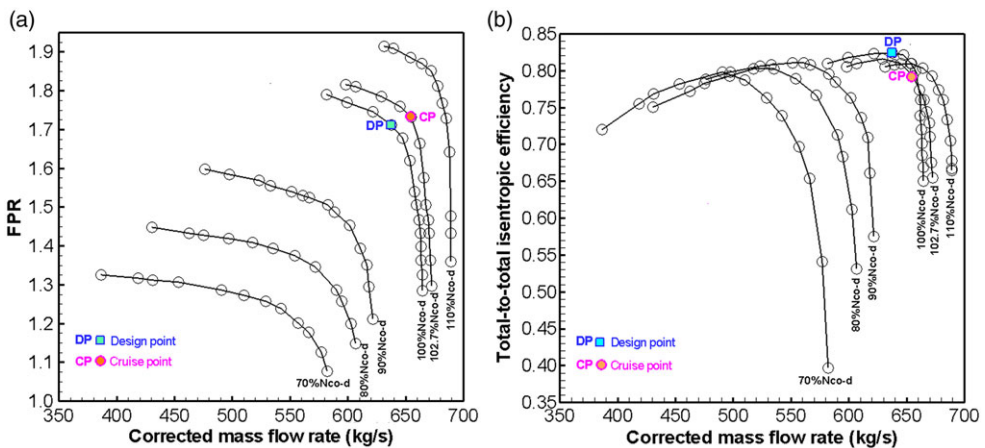 (a)
FPR
1.9
1.8
1.7
1.6
1.5
1.4
1.3
1.2
1.1
1.0
DP
CP
DP Design point
CP Cruise point
70%Nco-d
80%Nco-d
90%Nco-d
100%Nco-d
102.7%Nco-d
110%Nco-d
350 400 450 500 550 600 650 700
Corrected mass flow rate (kg/s)
(b)
Total-to-total isentropic efficiency
0.85
0.80
0.75
0.70
0.65
0.60
0.55
0.50
0.45
0.40
0.35
DP
CP
DP Design point
CP Cruise point
70%Nco-d
80%Nco-d
90%Nco-d
100%Nco-d
102.7%Nco-d
110%Nco-d
350 400 450 500 550 600 650 700
Corrected mass flow rate (kg/s)